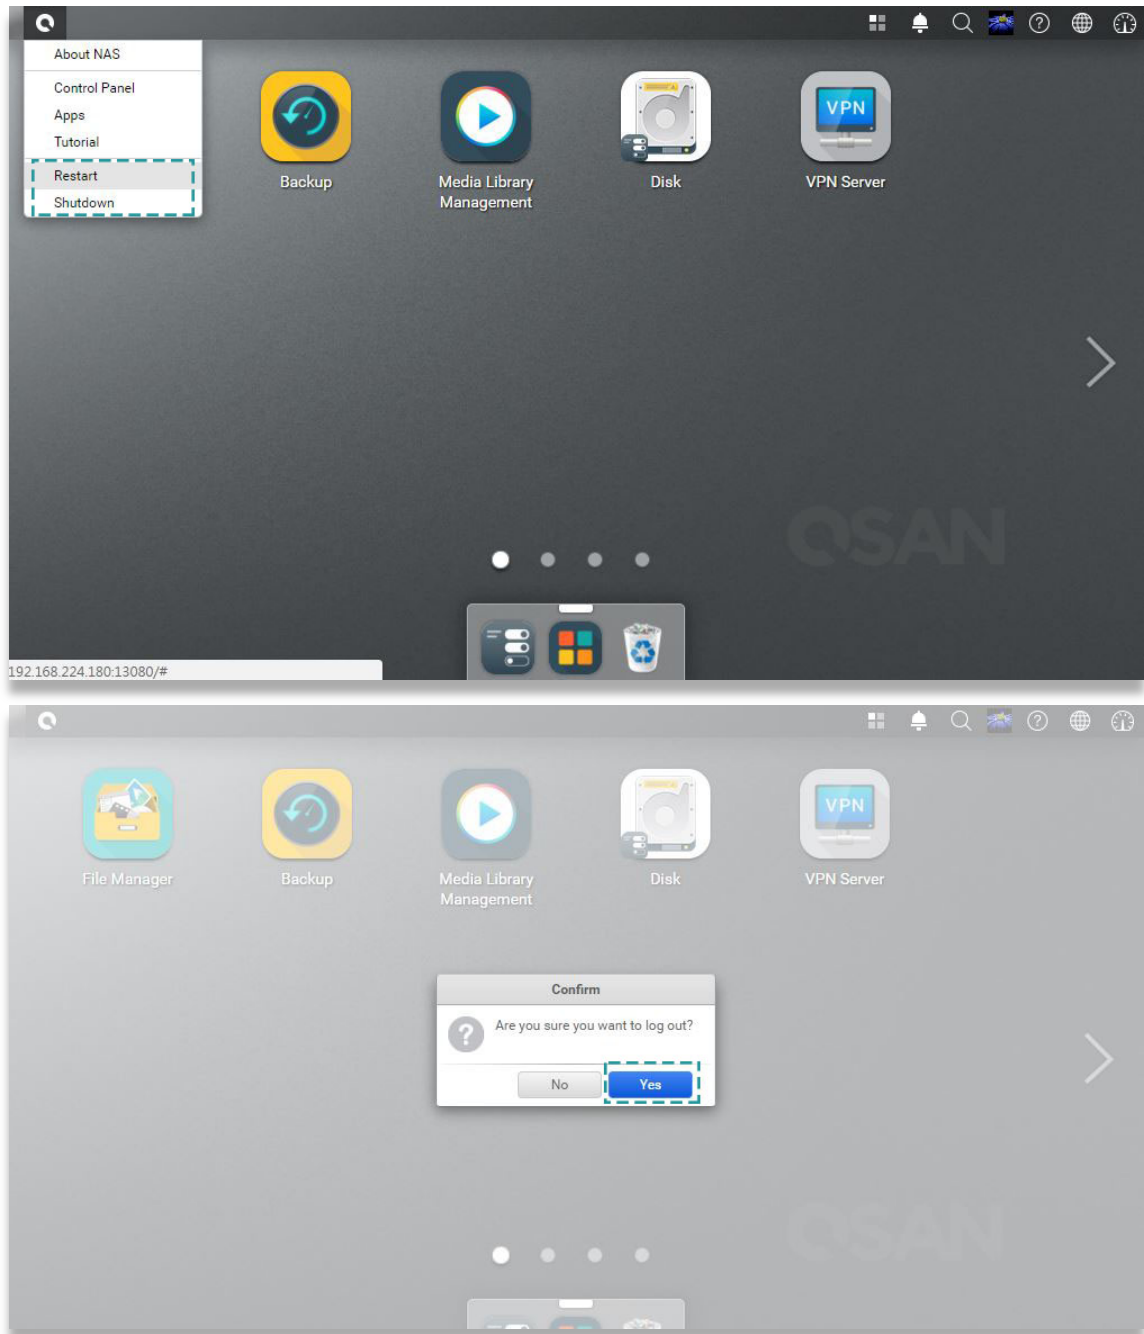 About NAS
Control Panel
Apps
Tutorial
Restart
Shutdown
Backup
Media Library
Management
Disk
VPN
VPN Server
QSAN
192.168.224.180:13080/#
File Manager
Backup
Media Library
Management
Disk
VPN
VPN Server
Confirm
Are you sure you want to log out?
No
Yes
QSAN